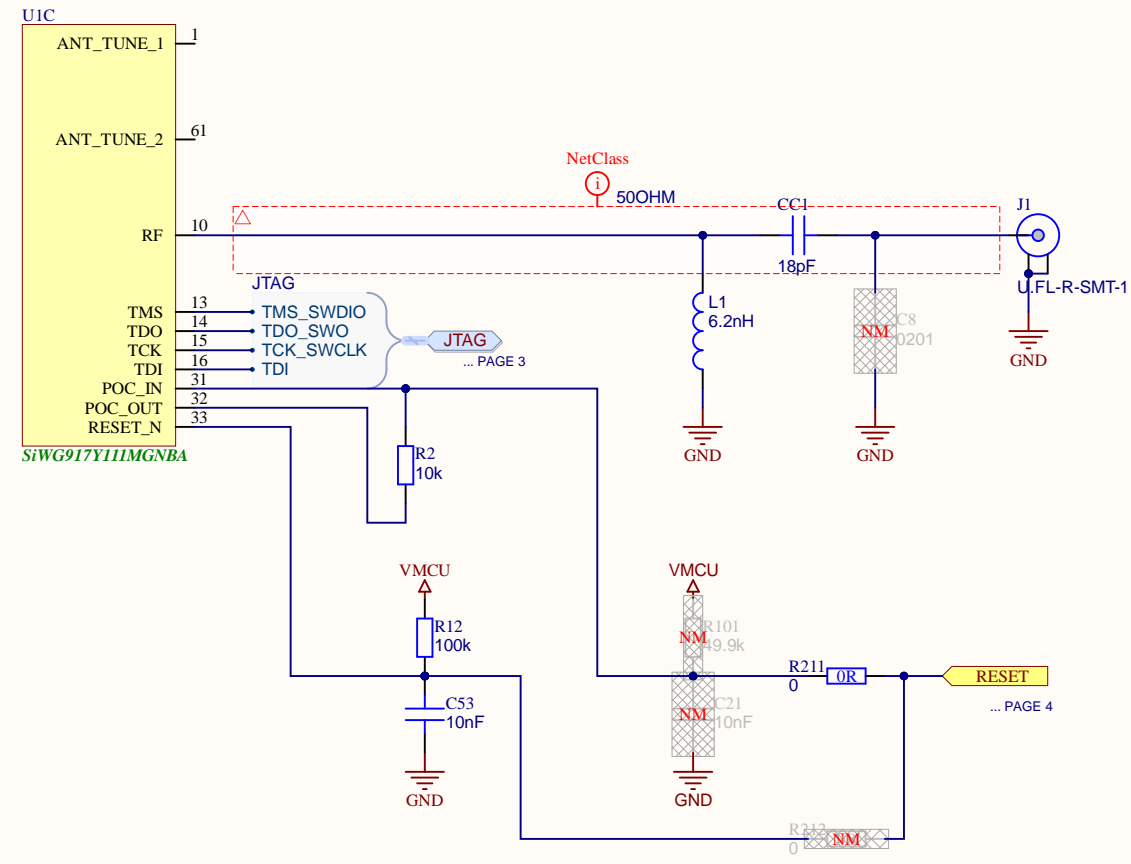 U1C
ANT_TUNE_1
1
ANT_TUNE_2
61
NetClass
i
50OHM
RF
10
CC1
18pF
J1
U.FL-R-SMT-1
GND
L1
6.2nH
GND
NM
C8
0201
GND
JTAG
TMS
13
TMS_SWDIO
TDO
14
TDO_SWO
TCK
15
TCK_SWCLK
TDI
16
TDI
JTAG
... PAGE 3
POC_IN
31
POC_OUT
32
RESET_N
33
SiWG917Y111MGNBA
R2
10k
VMCU
R12
100k
C53
10nF
GND
VMCU
NM
R101
49.9k
NM
C21
10nF
GND
R211
0
0R
RESET
... PAGE 4
R212
0
NM